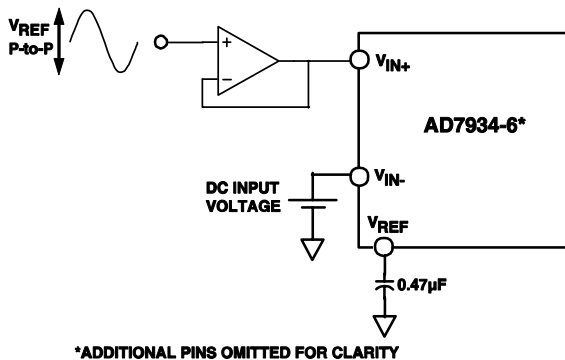 VREF
P-to-P
+
−
VIN+
AD7934-6*
VIN-
DC INPUT
VOLTAGE
VREF
0.47µF
*ADDITIONAL PINS OMITTED FOR CLARITY